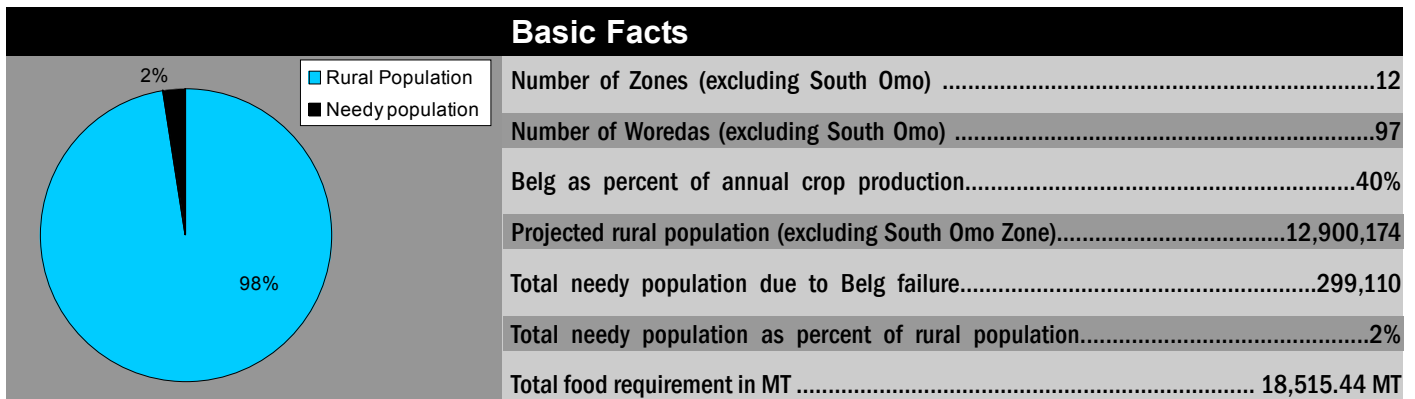 Basic Facts
2%
Rural Population
Needy population
98%
Number of Zones (excluding South Omo) ................................................................................12
Number of Woredas (excluding South Omo) ..............................................................................97
Belg as percent of annual crop production.........................................................................40%
Projected rural population (excluding South Omo Zone)...........................................12,900,174
Total needy population due to Belg failure...................................................................299,110
Total needy population as percent of rural population......................................................2%
Total food requirement in MT ..................................................................................... 18,515.44 MT